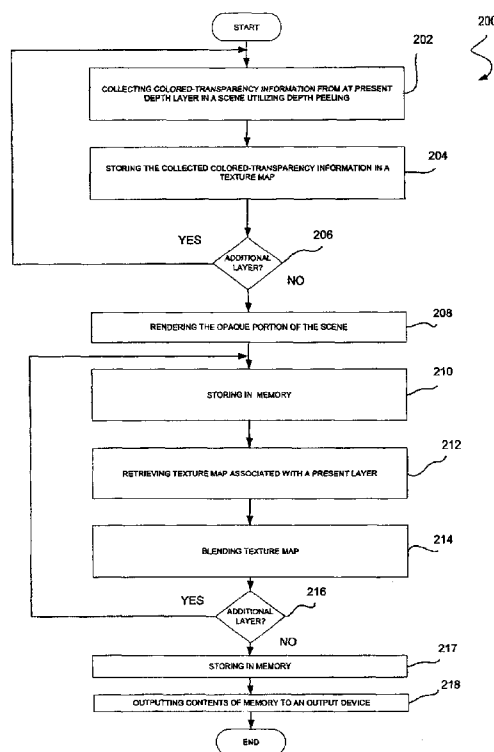 200
START
202
COLLECTING COLORED-TRANSPARENCY INFORMATION FROM AT PRESENT
DEPTH LAYER IN A SCENE UTILIZING DEPTH PEELING
204
STORING THE COLLECTED COLORED-TRANSPARENCY INFORMATION IN A
TEXTURE MAP
YES
206
ADDITIONAL
LAYER?
NO
208
RENDERING THE OPAQUE PORTION OF THE SCENE
210
STORING IN MEMORY
212
RETRIEVING TEXTURE MAP ASSOCIATED WITH A PRESENT LAYER
214
BLENDING TEXTURE MAP
YES
216
ADDITIONAL
LAYER?
NO
217
STORING IN MEMORY
218
OUTPUTTING CONTENTS OF MEMORY TO AN OUTPUT DEVICE
END